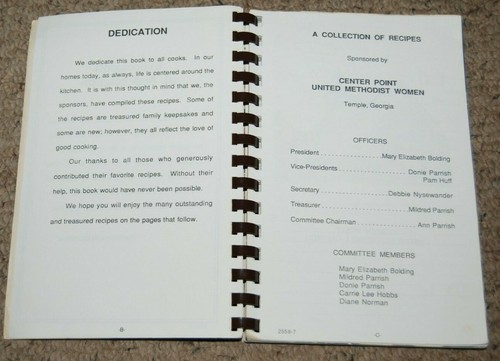 DEDICATION
We dedicate this book to all cooks. In our
homes today, as always, life is centered around the
kitchen. It is with this thought in mind that we, the
sponsors, have compiled these recipes. Some of
the recipes are treasured family keepsakes and
some are new; however, they all reflect the love of
good cooking.
Our thanks to all those who generously
contributed their favorite recipes. Without their
help, this book would have never been possible.
We hope you will enjoy the many outstanding
and treasured recipes on the pages that follow.
-B-
A COLLECTION OF RECIPES
Sponsored by
CENTER POINT
UNITED METHODIST WOMEN
Temple, Georgia
OFFICERS
President Mary Elizabeth Bolding
Vice-Presidents Donie Parrish
Pam Huff
Secretary Debbie Nysewander
Treasurer Mildred Parrish
Committee Chairman Ann Parrish
COMMITTEE MEMBERS
Mary Elizabeth Bolding
Mildred Parrish
Donie Parrish
Carrie Lee Hobbs
Diane Norman
-C-